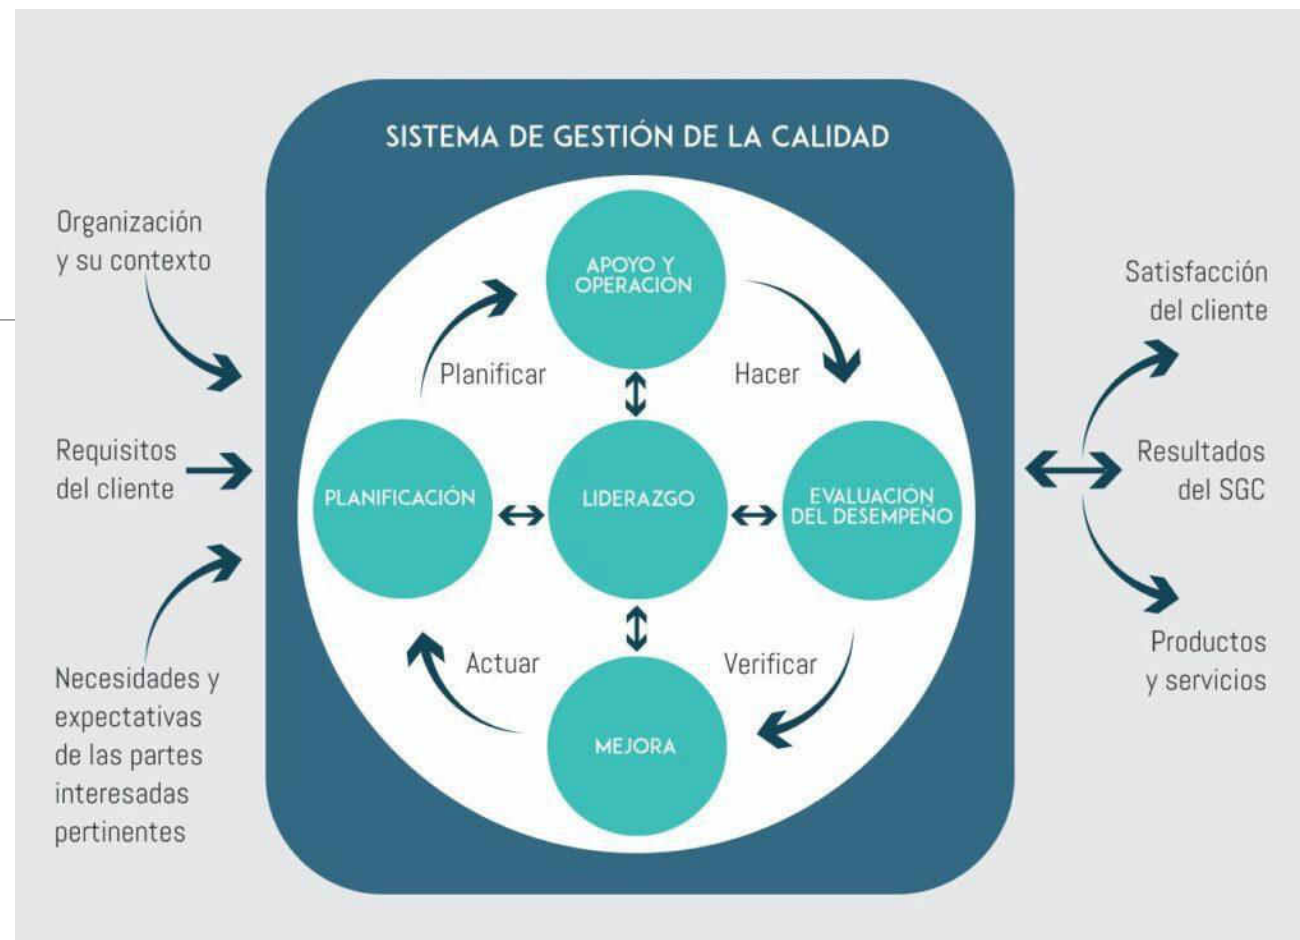 SISTEMA DE GESTIÓN DE LA CALIDAD
Organización
y su contexto
Requisitos
del cliente
Necesidades y
expectativas
de las partes
interesadas
pertinentes
APOYO Y
OPERACIÓN
Planificar
Hacer
PLANIFICACIÓN
LIDERAZGO
EVALUACIÓN
DEL DESEMPEÑO
Actuar
Verificar
MEJORA
Satisfacción
del cliente
Resultados
del SGC
Productos
y servicios